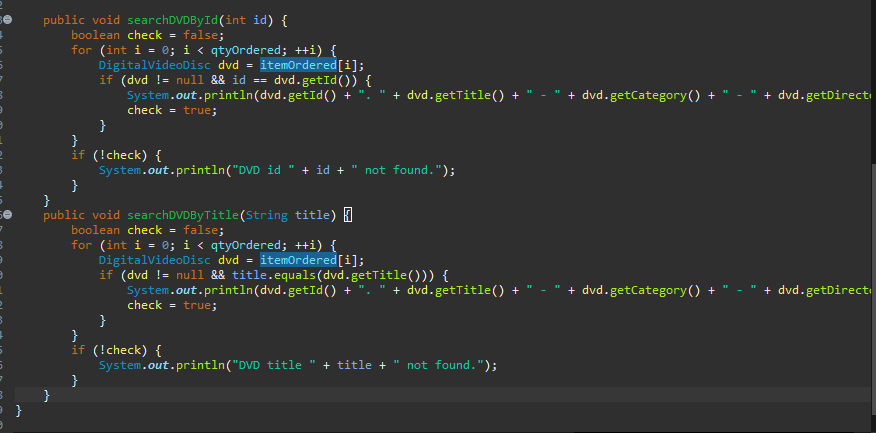 public void searchDVDById(int id) {
boolean check = false;
for (int i = 0; i < qtyOrdered; ++i) {
DigitalVideoDisc dvd = itemOrdered[i];
if (dvd != null && id == dvd.getId()) {
System.out.println(dvd.getId() + ". " + dvd.getTitle() + " - " + dvd.getCategory() + " - " + dvd.getDirect
check = true;
}
}
if (!check) {
System.out.println("DVD id " + id + " not found.");
}
}
public void searchDVDByTitle(String title) {
boolean check = false;
for (int i = 0; i < qtyOrdered; ++i) {
DigitalVideoDisc dvd = itemOrdered[i];
if (dvd != null && title.equals(dvd.getTitle())) {
System.out.println(dvd.getId() + ". " + dvd.getTitle() + " - " + dvd.getCategory() + " - " + dvd.getDirect
check = true;
}
}
if (!check) {
System.out.println("DVD title " + title + " not found.");
}
}
}